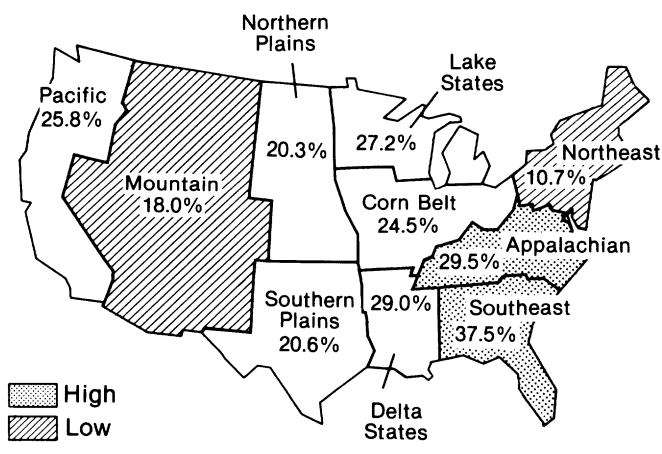 Northern
Plains
Lake
States
Pacific
25.8%
20.3%
27.2%
Northeast
10.7%
Mountain
18.0%
Corn Belt
24.5%
Appalachian
29.5%
Southern
Plains
20.6%
29.0%
Southeast
37.5%
High
Low
Delta
States